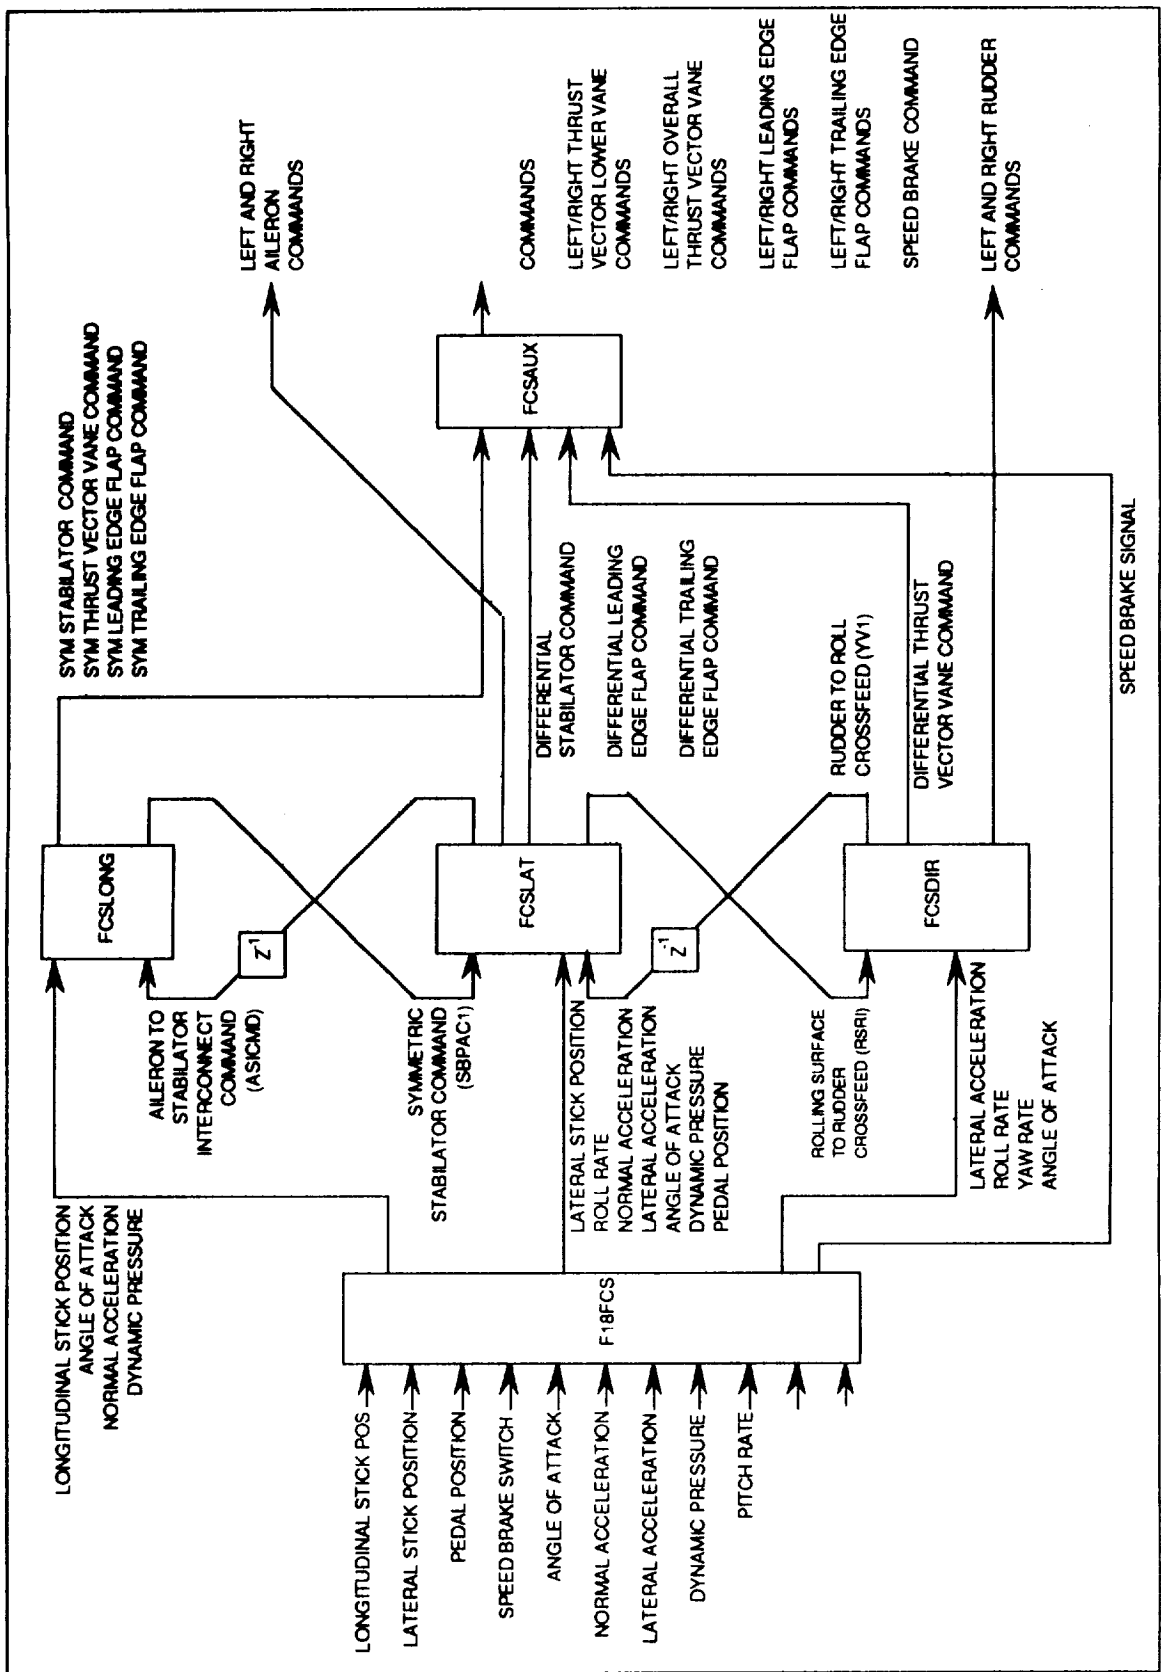 LONGITUDINAL STICK POS
LATERAL STICK POSITION
PEDAL POSITION
SPEED BRAKE SWITCH
ANGLE OF ATTACK
NORMAL ACCELERATION
LATERAL ACCELERATION
DYNAMIC PRESSURE
PITCH RATE
F18FCS
LONGITUDINAL STICK POSITION
ANGLE OF ATTACK
NORMAL ACCELERATION
DYNAMIC PRESSURE
AILERON TO
STABILATOR
INTERCONNECT
COMMAND
(ASICMD)
SYMMETRIC
STABILATOR COMMAND
(SBPAC1)
LATERAL STICK POSITION
ROLL RATE
NORMAL ACCELERATION
LATERAL ACCELERATION
ANGLE OF ATTACK
DYNAMIC PRESSURE
PEDAL POSITION
ROLLING SURFACE
TO RUDDER
CROSSFEED (RSRI)
LATERAL ACCELERATION
ROLL RATE
YAW RATE
ANGLE OF ATTACK
FCSLONG
Z-1
FCSLAT
Z-1
FCSDIR
SYM STABILATOR COMMAND
SYM THRUST VECTOR VANE COMMAND
SYM LEADING EDGE FLAP COMMAND
SYM TRAILING EDGE FLAP COMMAND
DIFFERENTIAL
STABILATOR COMMAND
DIFFERENTIAL LEADING
EDGE FLAP COMMAND
DIFFERENTIAL TRAILING
EDGE FLAP COMMAND
RUDDER TO ROLL
CROSSFEED (YV1)
DIFFERENTIAL THRUST
VECTOR VANE COMMAND
SPEED BRAKE SIGNAL
FCSAUX
LEFT AND RIGHT
AILERON
COMMANDS
COMMANDS
LEFT/RIGHT THRUST
VECTOR LOWER VANE
COMMANDS
LEFT/RIGHT OVERALL
THRUST VECTOR VANE
COMMANDS
LEFT/RIGHT LEADING EDGE
FLAP COMMANDS
LEFT/RIGHT TRAILING EDGE
FLAP COMMANDS
SPEED BRAKE COMMAND
LEFT AND RIGHT RUDDER
COMMANDS